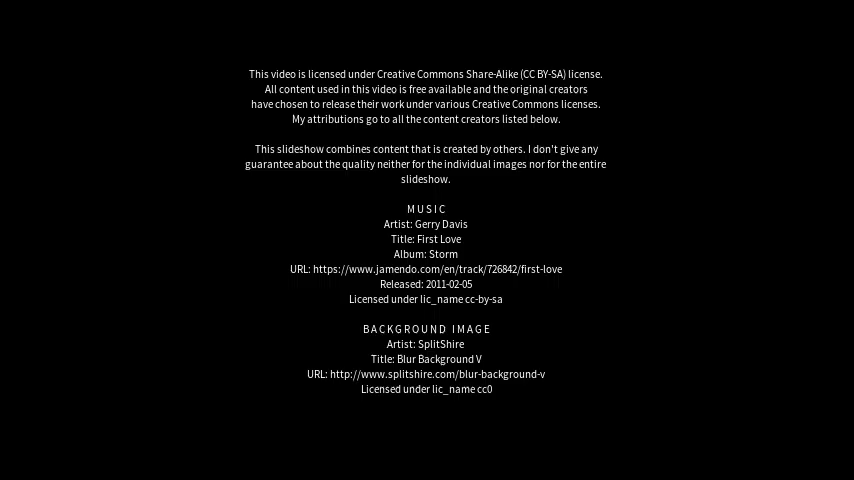 This video is licensed under Creative Commons Share-Alike (CC BY-SA) license.
All content used in this video is free available and the original creators
have chosen to release their work under various Creative Commons licenses.
My attributions go to all the content creators listed below.
This slideshow combines content that is created by others. I don't give any
guarantee about the quality neither for the individual images nor for the entire
slideshow.
MUSIC
Artist: Gerry Davis
Title: First Love
Album: Storm
URL: https://www.jamendo.com/en/track/726842/first-love
Released: 2011-02-05
Licensed under lic_name cc-by-sa
BACKGROUND IMAGE
Artist: SplitShire
Title: Blur Background V
URL: http://www.splitshire.com/blur-background-v
Licensed under lic_name cc0